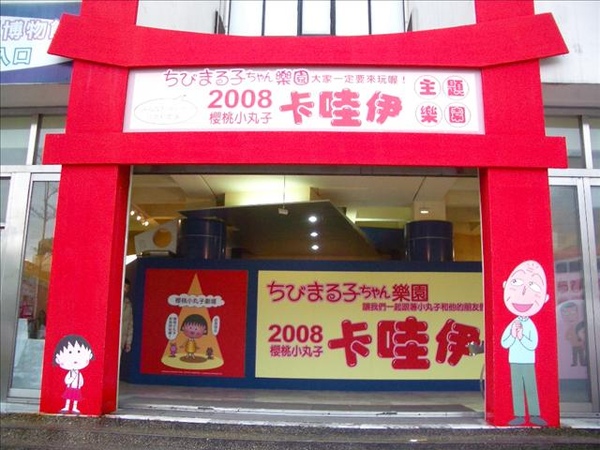 博物
入口
ちびまる子ちゃん樂園大家一定要來玩喔！
2008
櫻桃小丸子
卡哇伊
主題
樂園
櫻桃小丸子劇場
ちびまる子ちゃん樂園
讓我們一起跟著小丸子和他的朋友
2008
櫻桃小丸子
卡哇伊